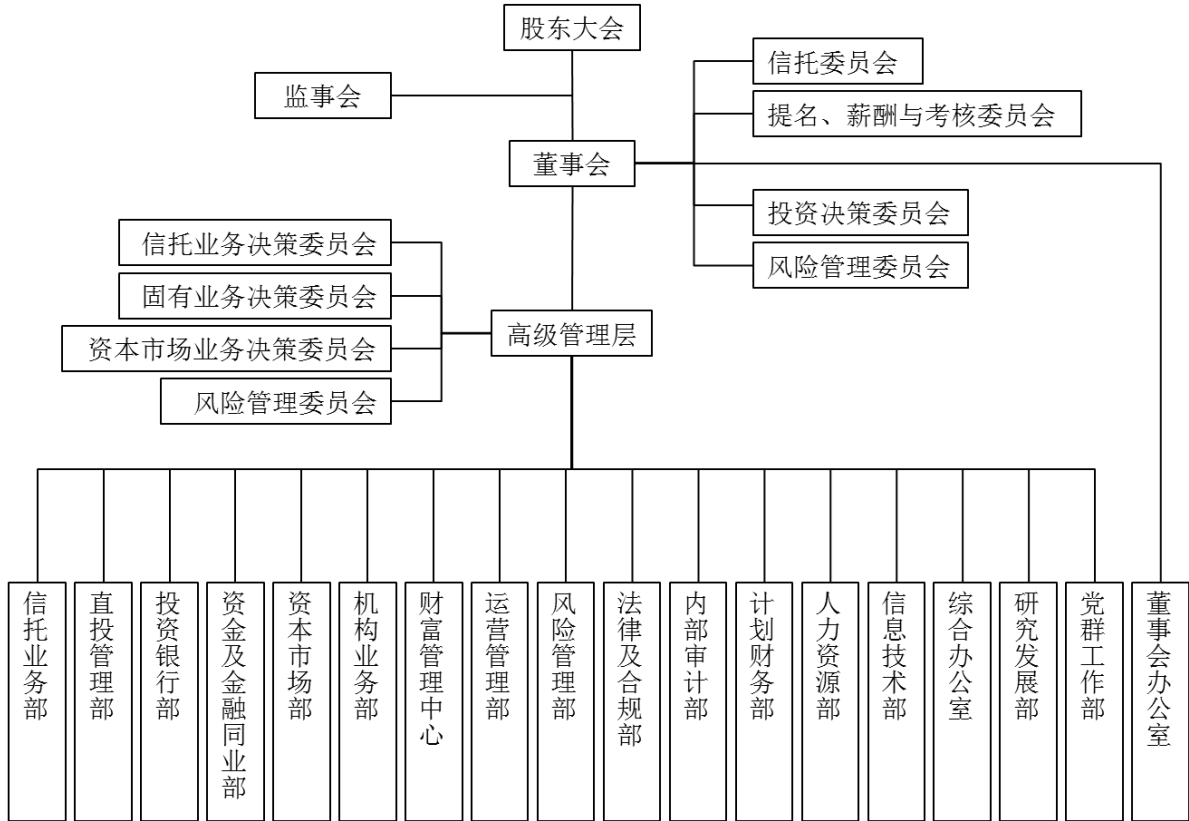 股东大会
监事会
信托委员会
提名、薪酬与考核委员会
董事会
投资决策委员会
风险管理委员会
信托业务决策委员会
固有业务决策委员会
资本市场业务决策委员会
风险管理委员会
高级管理层
信托业务部
直投管理部
投资银行部
资金及金融同业部
资本市场部
机构业务部
财富管理中心
运营管理部
风险管理部
法律及合规部
内部审计部
计划财务部
人力资源部
信息技术部
综合办公室
研究发展部
党群工作部
董事会办公室